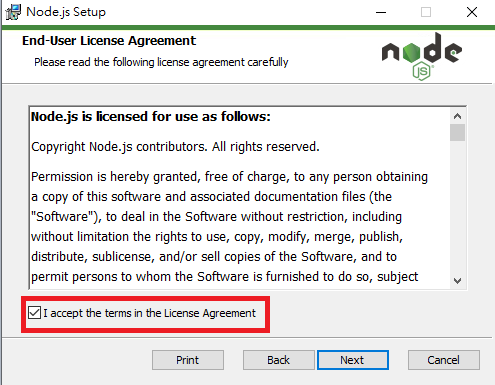 Node.js Setup
End-User License Agreement
Please read the following license agreement carefully
node
JS
Node.js is licensed for use as follows:
Copyright Node.js contributors. All rights reserved.
Permission is hereby granted, free of charge, to any person obtaining
a copy of this software and associated documentation files (the
"Software"), to deal in the Software without restriction, including
without limitation the rights to use, copy, modify, merge, publish,
distribute, sublicense, and/or sell copies of the Software, and to
permit persons to whom the Software is furnished to do so, subject
I accept the terms in the License Agreement
Print
Back
Next
Cancel